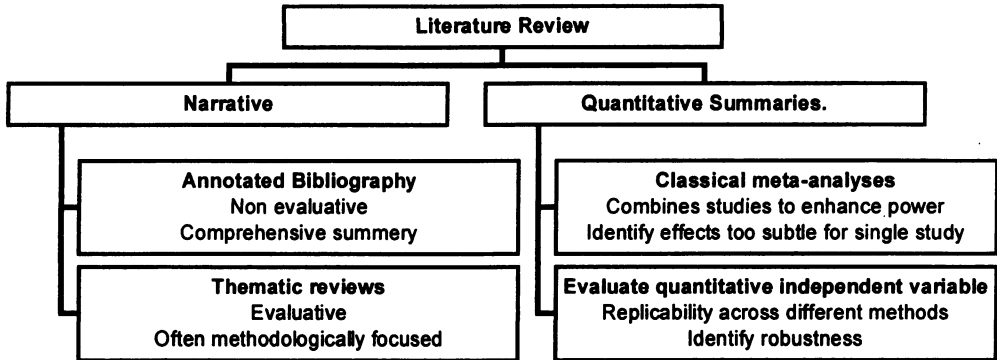 Literature Review
Narrative
Quantitative Summaries.
Annotated Bibliography
Non evaluative
Comprehensive summery
Thematic reviews
Evaluative
Often methodologically focused
Classical meta-analyses
Combines studies to enhance power
Identify effects too subtle for single study
Evaluate quantitative independent variable
Replicability across different methods
Identify robustness